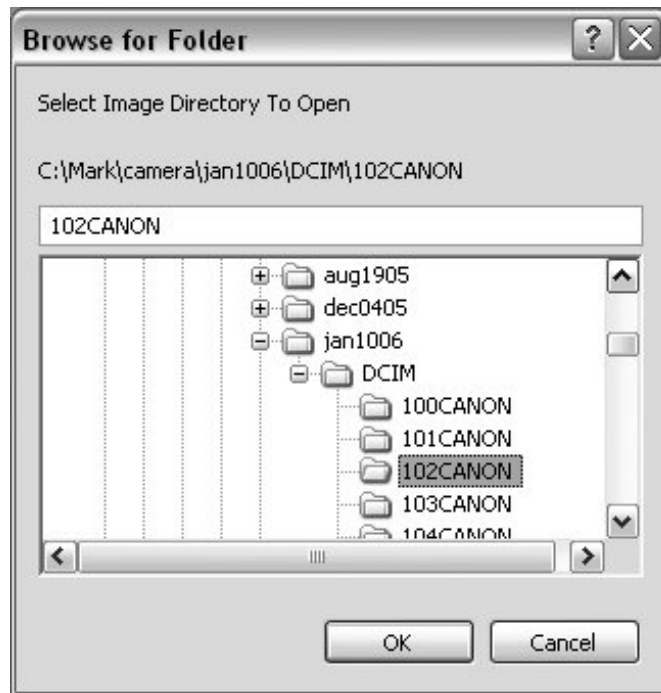 Browse for Folder
Select Image Directory To Open
C:\Mark\camera\jan1006\DCIM\102CANON
102CANON
aug1905
dec0405
jan1006
DCIM
100CANON
101CANON
102CANON
103CANON
104CANON
OK Cancel